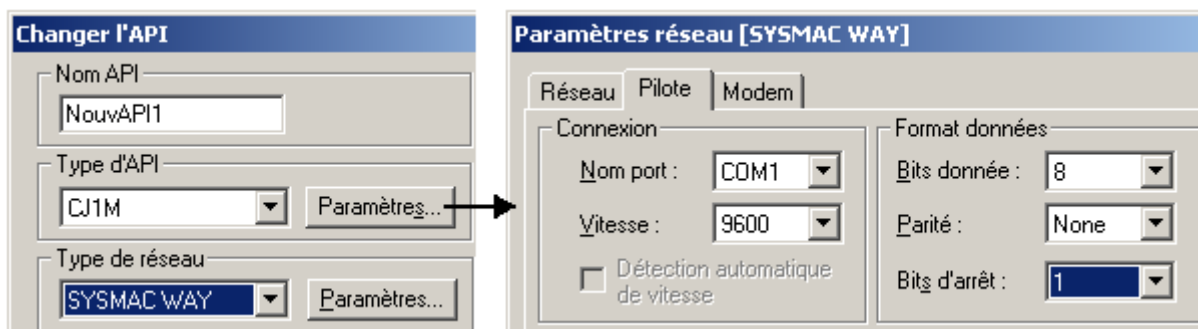 Changer l'API
Nom API
NouvAPI1
Type d'API
CJ1M
Paramètres...
Type de réseau
SYSMAC WAY
Paramètres...
Paramètres réseau [SYSMAC WAY]
Réseau Pilote Modem
Connexion
Nom port : COM1
Vitesse : 9600
Détection automatique
de vitesse
Format données
Bits donnée : 8
Parité : None
Bits d'arrêt : 1